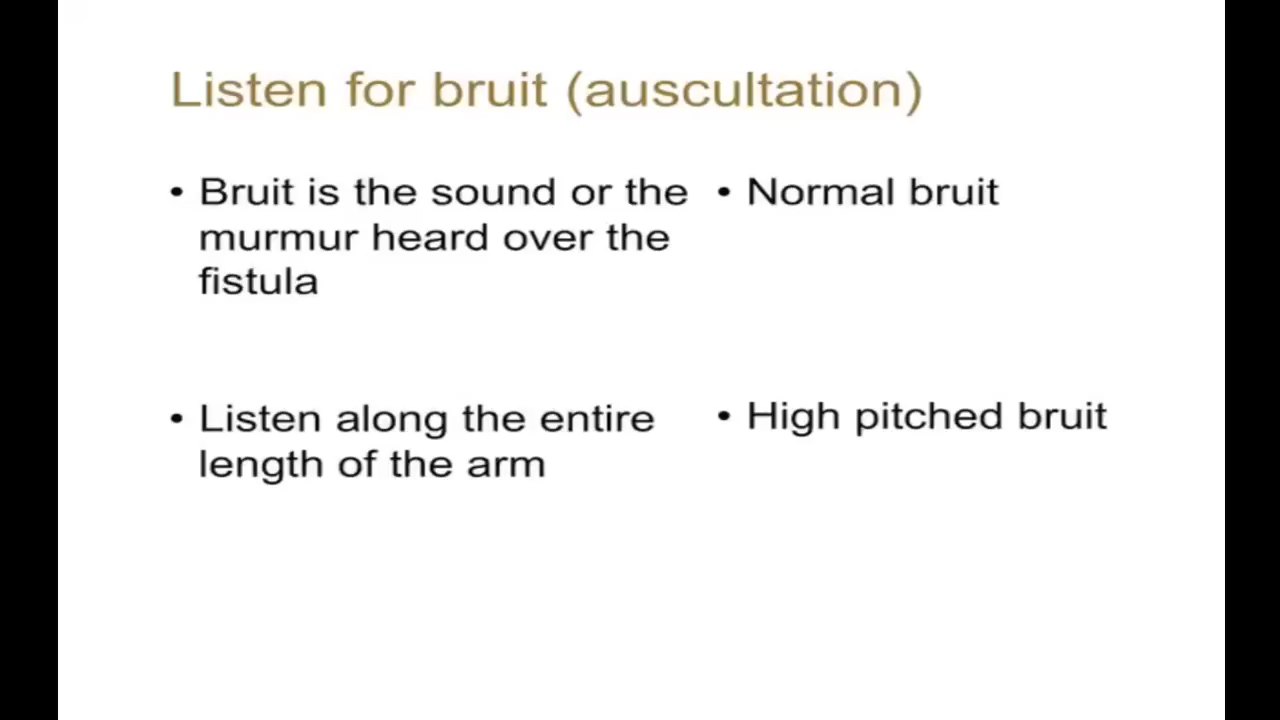 Listen for bruit (auscultation)
• Bruit is the sound or the
murmur heard over the
fistula
• Listen along the entire
length of the arm
• Normal bruit
• High pitched bruit